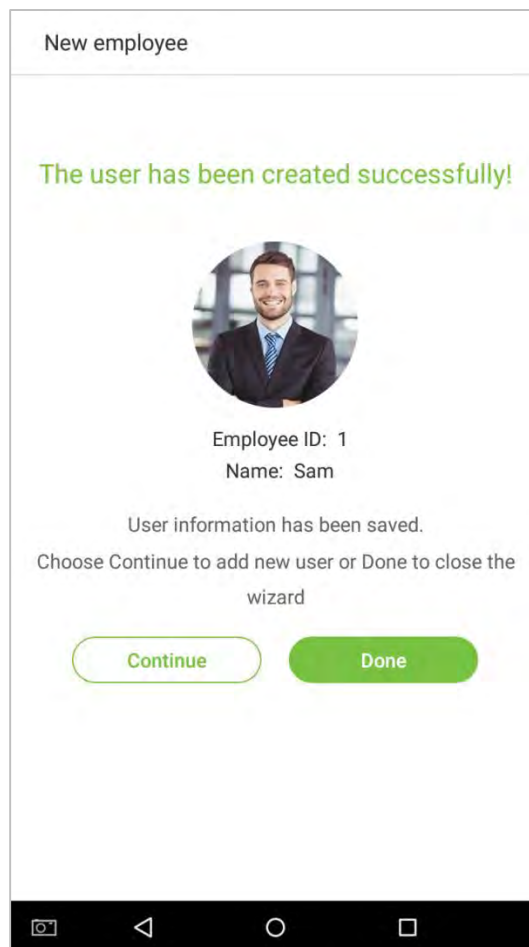 New employee
The user has been created successfully!
Employee ID: 1
Name: Sam
User information has been saved.
Choose Continue to add new user or Done to close the
wizard
Continue
Done